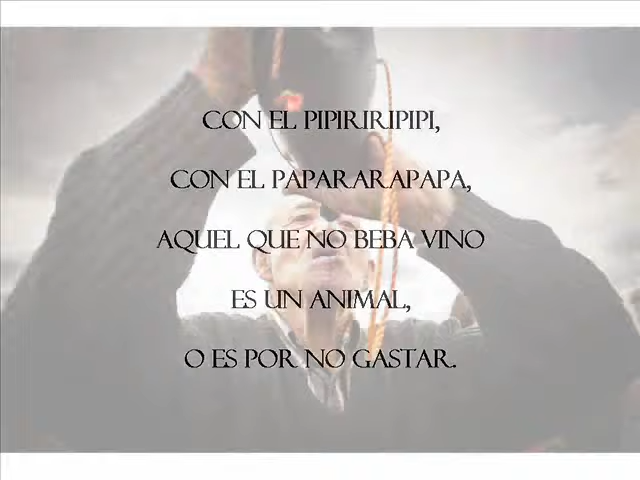 CON EL PIPIRIRIPIPI,
CON EL PAPARARAPAPA,
AQUEL QUE NO BEBA VINO
ES UN ANIMAL,
O ES POR NO GASTAR.